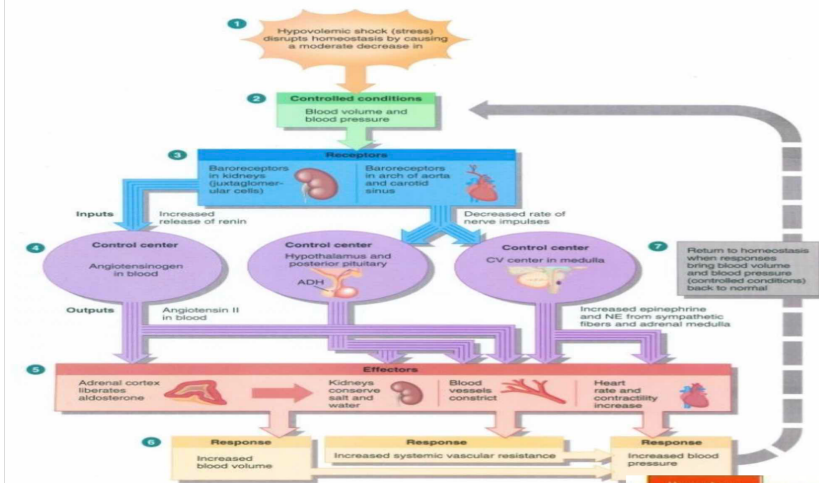 1
Hypovolemic shock (stress)
disrupts homeostasis by causing
a moderate decrease in
2
Controlled conditions
Blood volume and
blood pressure
3
Receptors
Baroreceptors
in kidneys
(juxtaglomer-
ular cells)
Baroreceptors
in arch of aorta
and carotid
sinus
Inputs
Increased
release of renin
Decreased rate of
nerve impulses
4
Control center
Angiotensinogen
in blood
Control center
Hypothalamus and
posterior pituitary
ADH
Control center
CV center in medulla
7
Return to homeostasis
when responses
bring blood volume
and blood pressure
(controlled conditions)
back to normal
Outputs
Angiotensin II
in blood
Increased epinephrine
and NE from sympathetic
fibers and adrenal medulla
5
Effectors
Adrenal cortex
liberates
aldosterone
Kidneys
conserve
salt and
water
Blood
vessels
constrict
Heart
rate and
contractility
increase
6
Response
Increased
blood volume
Response
Increased systemic vascular resistance
Response
Increased blood
pressure